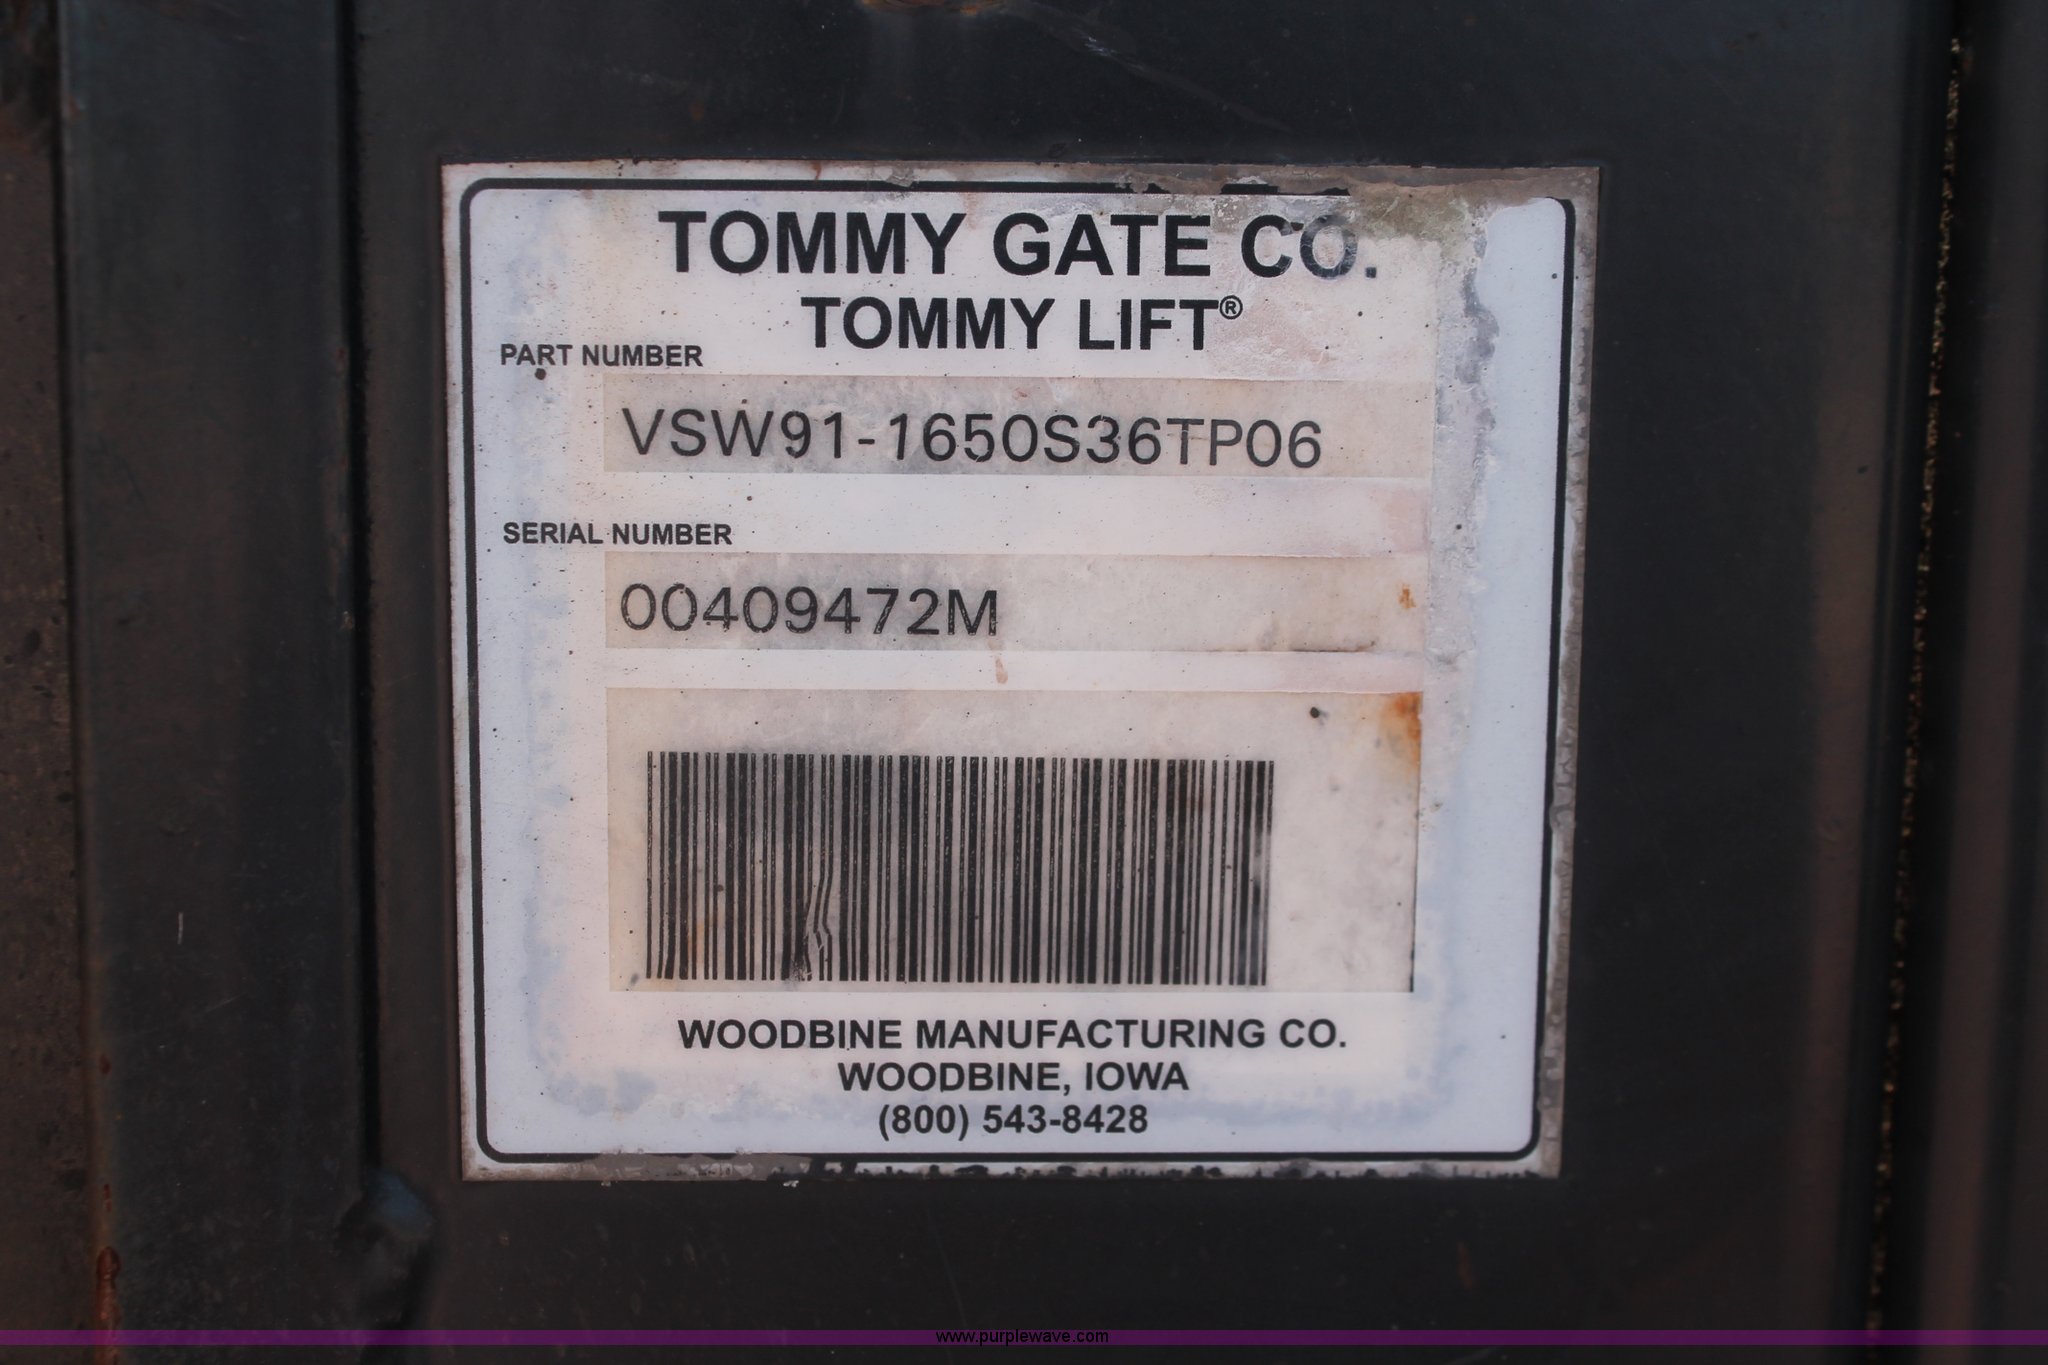 TOMMY GATE CO.
TOMMY LIFT®
PART NUMBER
VSW91-1650S36TP06
SERIAL NUMBER
00409472M
WOODBINE MANUFACTURING CO.
WOODBINE, IOWA
(800) 543-8428
www.purplewave.com